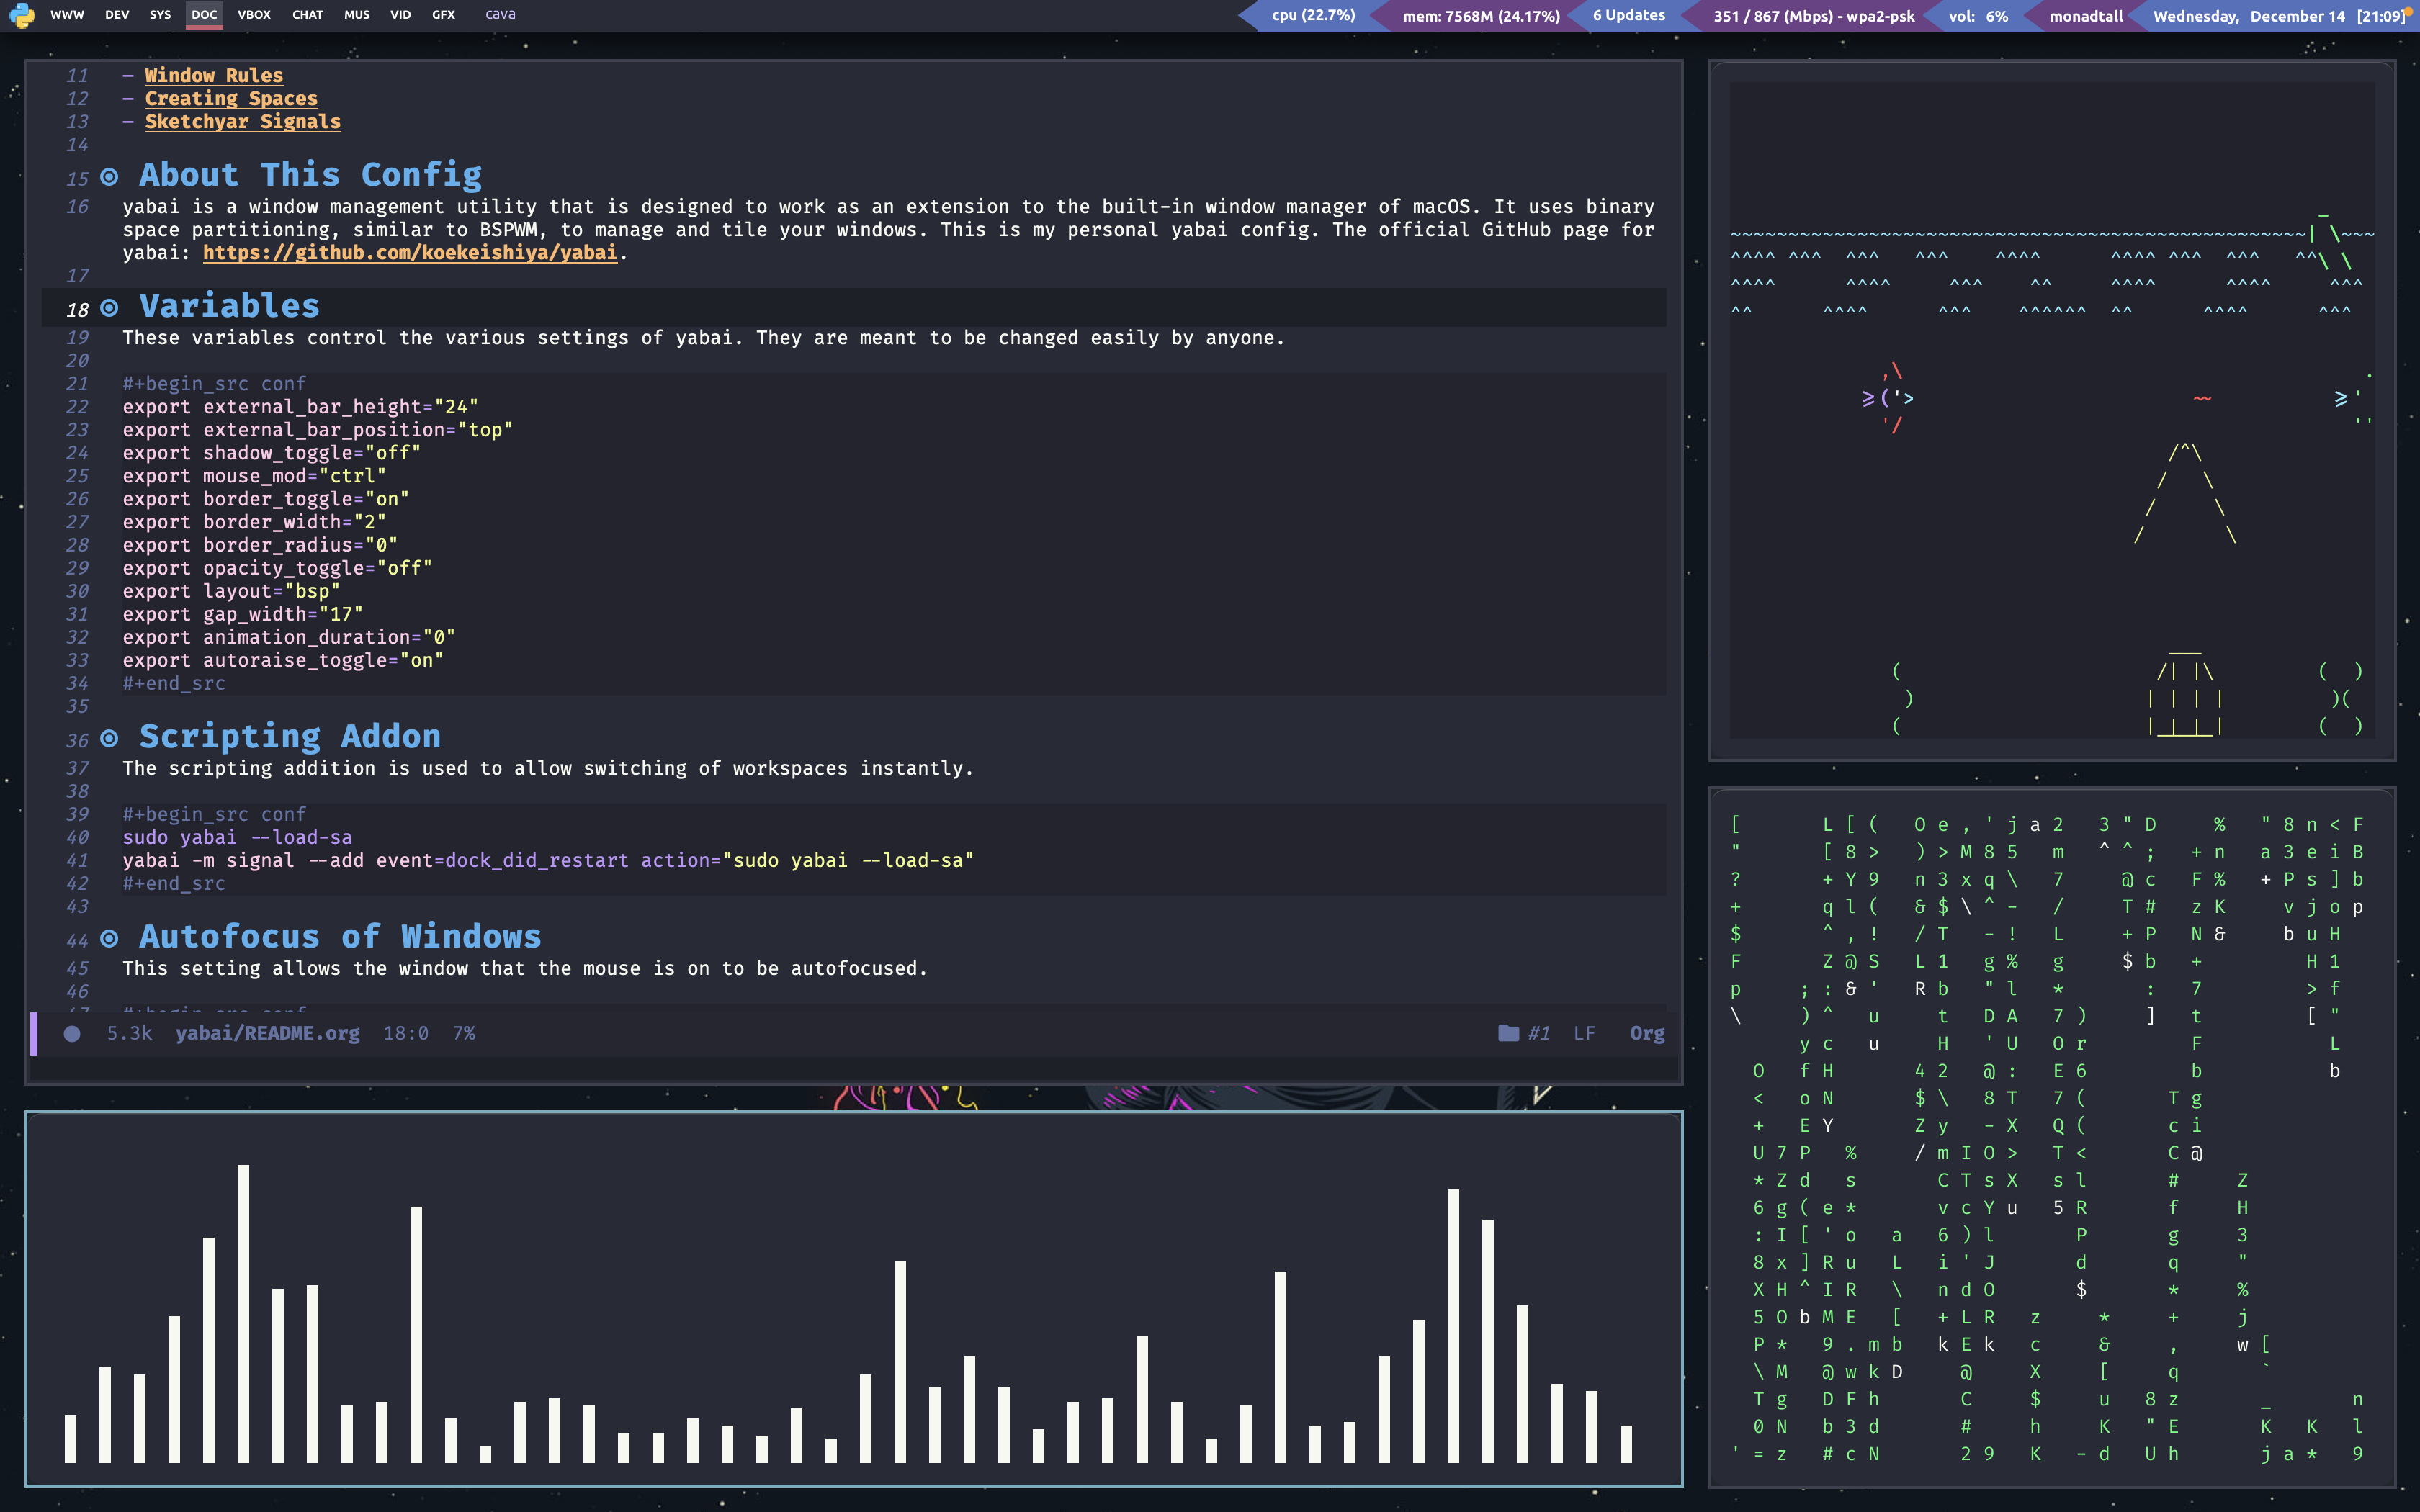 WWW DEV SYS DOC VBOX CHAT MUS VID GFX cava cpu (22.7%) mem: 7568M (24.17%) 6 Updates 351 / 867 (Mbps) - wpa2-psk vol: 6% monadtall Wednesday, December 14 [21:09]
11 - Window Rules
12 - Creating Spaces
13 - Sketchyar Signals
14
15 About This Config
16 yabai is a window management utility that is designed to work as an extension to the built-in window manager of macOS. It uses binary
space partitioning, similar to BSPWM, to manage and tile your windows. This is my personal yabai config. The official GitHub page for
yabai: https://github.com/koekeishiya/yabai.
17
18 Variables
19 These variables control the various settings of yabai. They are meant to be changed easily by anyone.
20
21 #+begin_src conf
22 export external_bar_height="24"
23 export external_bar_position="top"
24 export shadow_toggle="off"
25 export mouse_mod="ctrl"
26 export border_toggle="on"
27 export border_width="2"
28 export border_radius="0"
29 export opacity_toggle="off"
30 export layout="bsp"
31 export gap_width="17"
32 export animation_duration="0"
33 export autoraise_toggle="on"
34 #+end_src
35
36 Scripting Addon
37 The scripting addition is used to allow switching of workspaces instantly.
38
39 #+begin_src conf
40 sudo yabai --load-sa
41 yabai -m signal --add event=dock_did_restart action="sudo yabai --load-sa"
42 #+end_src
43
44 Autofocus of Windows
45 This setting allows the window that the mouse is on to be autofocused.
46
5.3k yabai/README.org 18:0 7% #1 LF Org